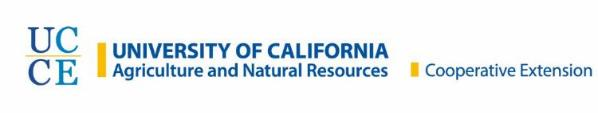 UC
CE
UNIVERSITY OF CALIFORNIA
Agriculture and Natural Resources
Cooperative Extension